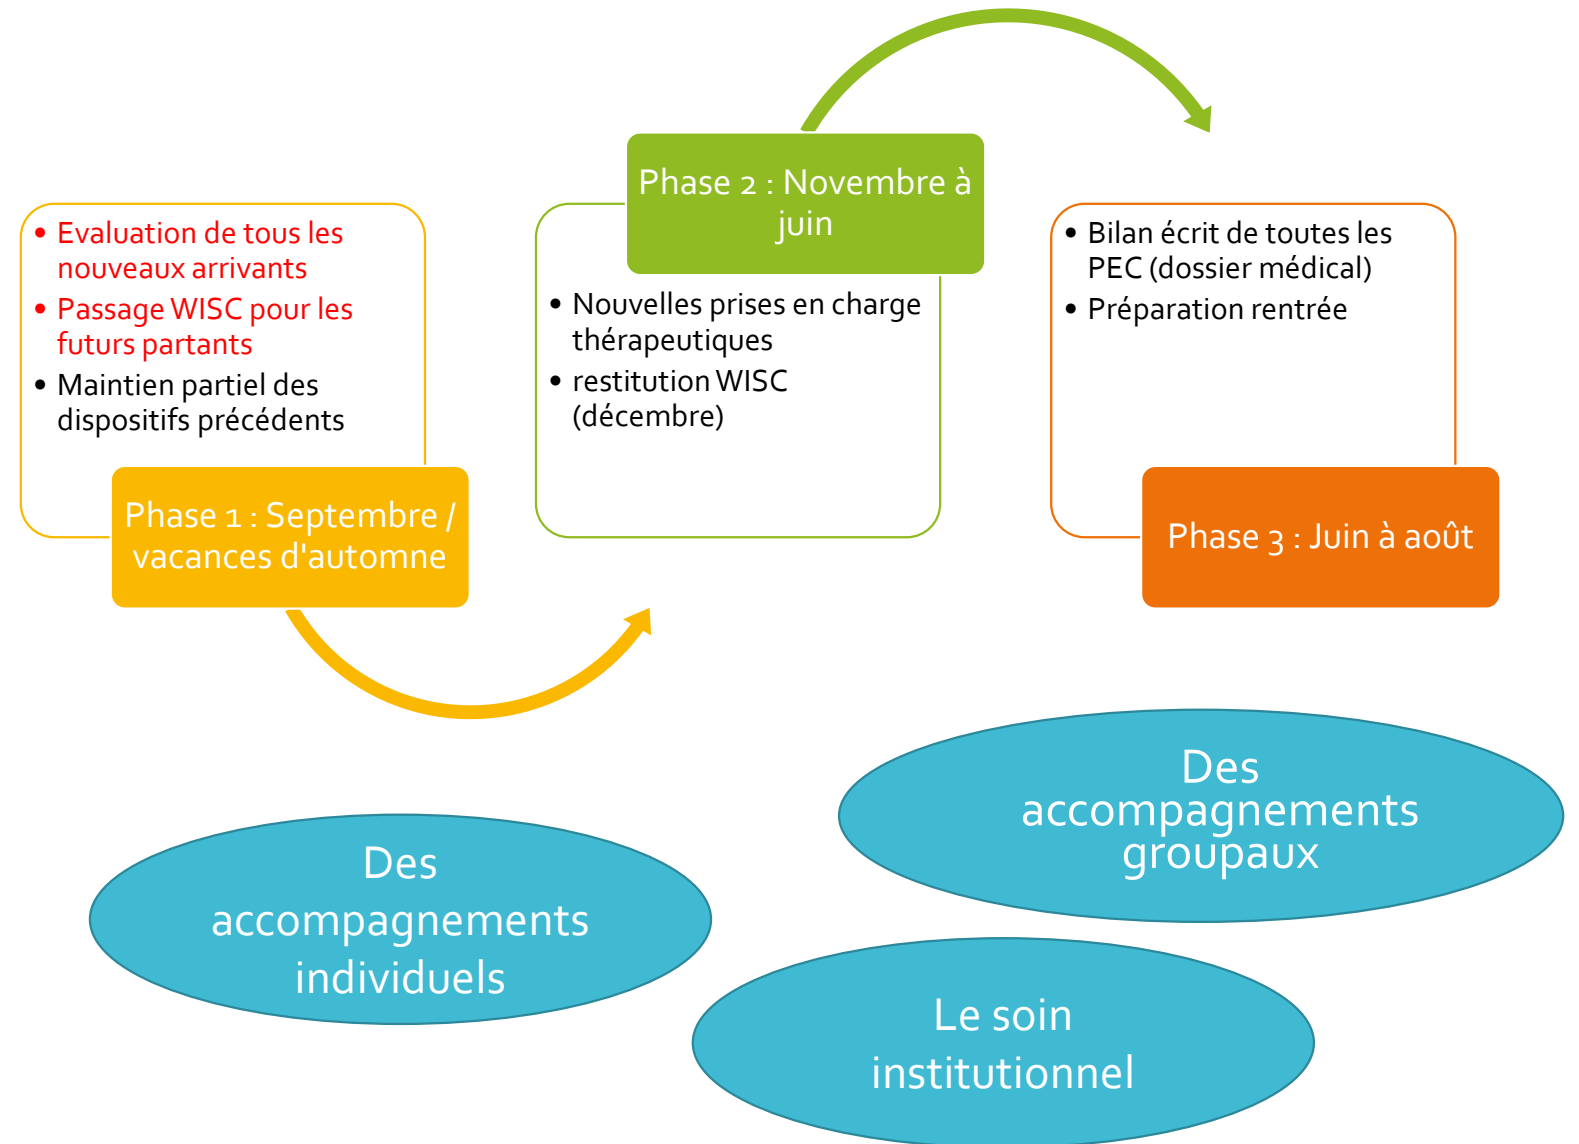 • Evaluation de tous les
nouveaux arrivants
• Passage WISC pour les
futurs partants
• Maintien partiel des
dispositifs précédents
Phase 1 : Septembre /
vacances d'automne
Phase 2 : Novembre à
juin
• Nouvelles prises en charge
thérapeutiques
• restitution WISC
(décembre)
• Bilan écrit de toutes les
PEC (dossier médical)
• Préparation rentrée
Phase 3 : Juin à août
Des
accompagnements
individuels
Des
accompagnements
groupaux
Le soin
institutionnel